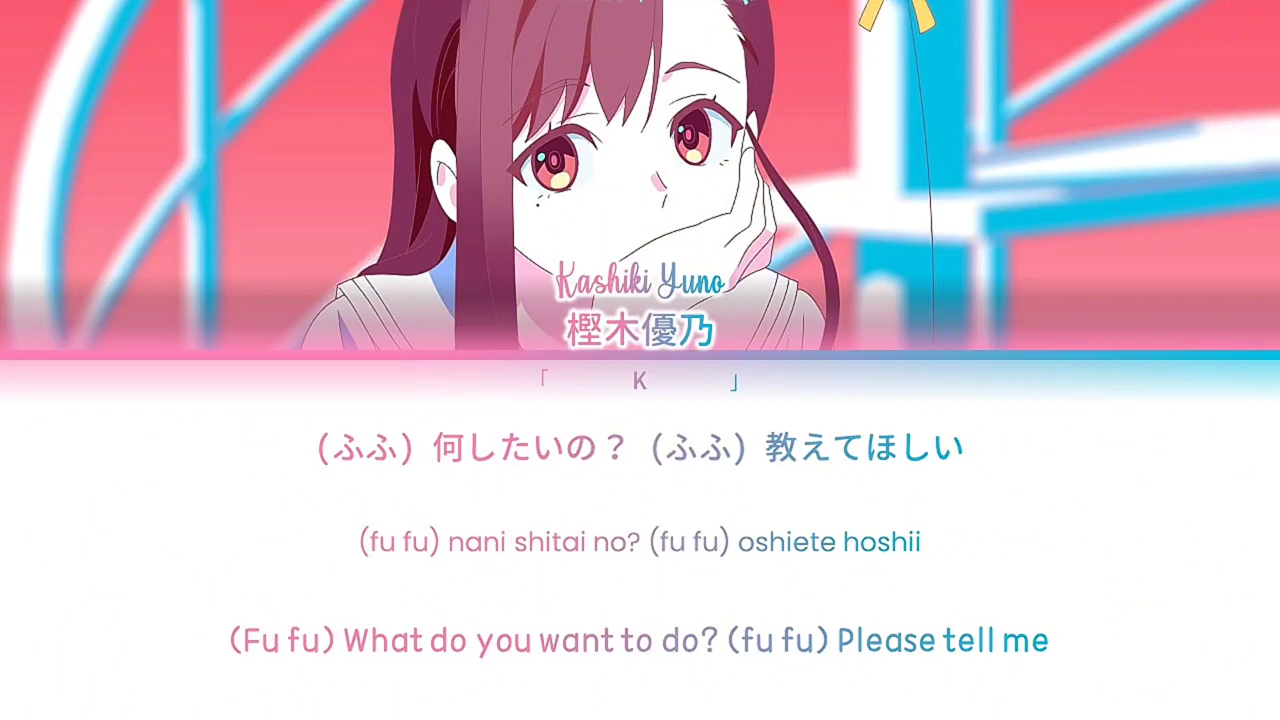 Kashiki Yuno
樫木優乃
「 K 」
(ふふ) 何したいの? (ふふ) 教えてほしい
(fu fu) nani shitai no? (fu fu) oshiete hoshii
(Fu fu) What do you want to do? (fu fu) Please tell me